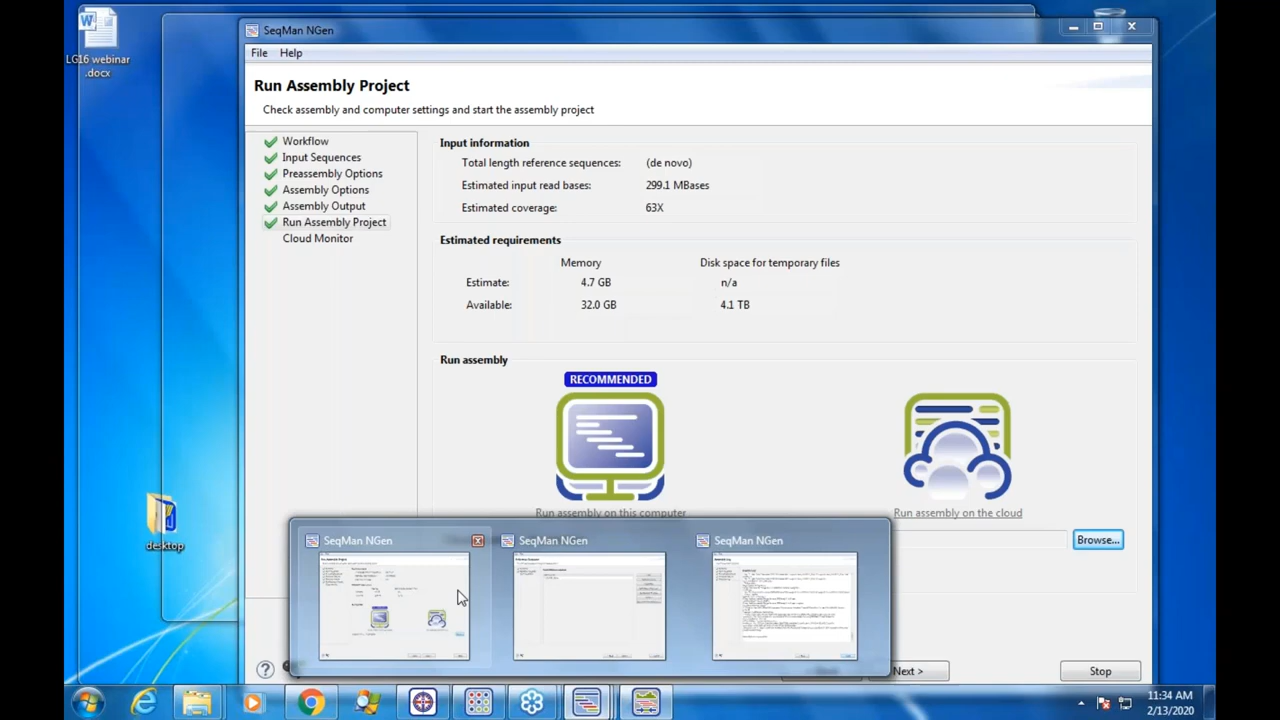 LG16 webinar
.docx
desktop
SeqMan NGen
File Help
Run Assembly Project
Check assembly and computer settings and start the assembly project
Workflow
Input Sequences
Preassembly Options
Assembly Options
Assembly Output
Run Assembly Project
Cloud Monitor
Input information
Total length reference sequences: (de novo)
Estimated input read bases: 299.1 MBases
Estimated coverage: 63X
Estimated requirements
Memory Disk space for temporary files
Estimate: 4.7 GB n/a
Available: 32.0 GB 4.1 TB
Run assembly
RECOMMENDED
Run assembly on this computer
Run assembly on the cloud
Browse...
SeqMan NGen SeqMan NGen SeqMan NGen
Next > Stop
11:34 AM
2/13/2020